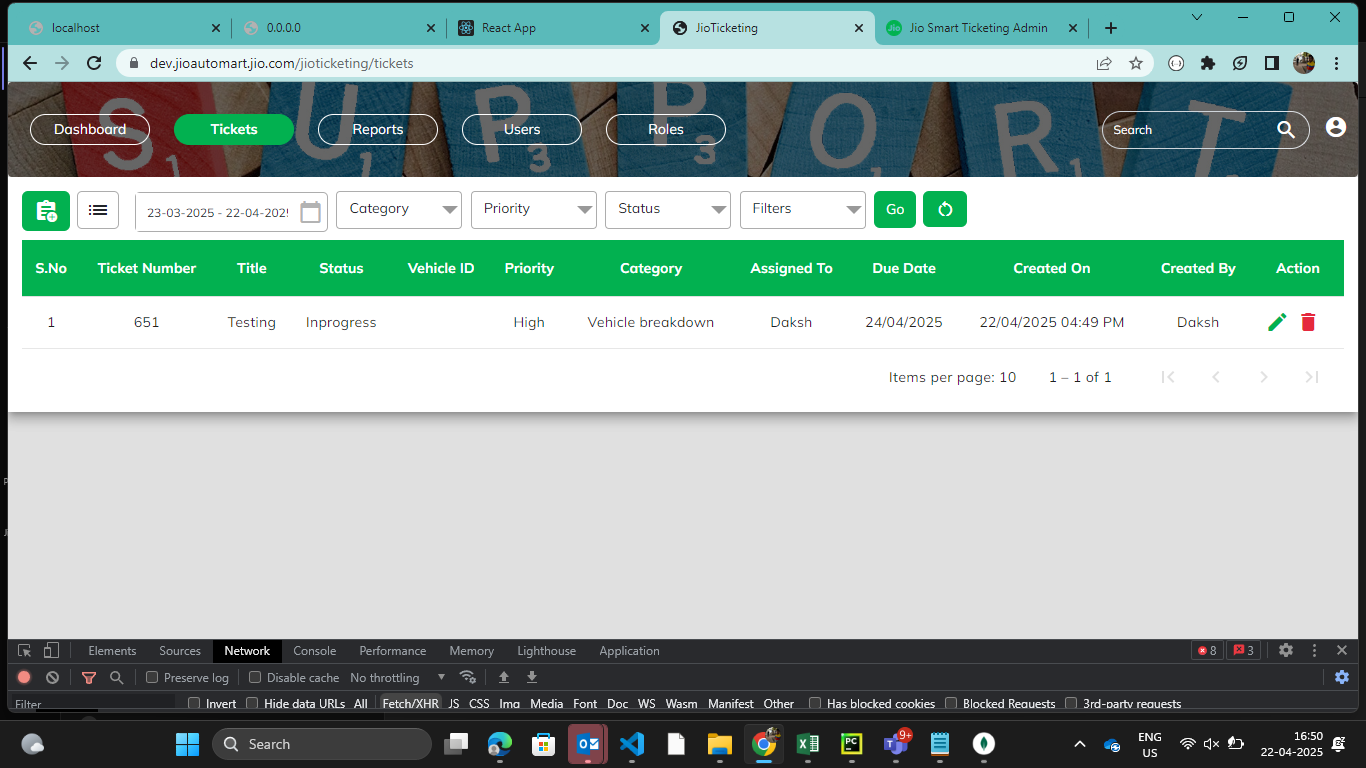 localhost
0.0.0.0
React App
JioTicketing
Jio Smart Ticketing Admin
dev.jioautomart.jio.com/jioticketing/tickets
SUPPORT
Dashboard Tickets Reports Users Roles Search
23-03-2025 - 22-04-202 Category Priority Status Filters Go
S.No Ticket Number Title Status Vehicle ID Priority Category Assigned To Due Date Created On Created By Action
1 651 Testing Inprogress High Vehicle breakdown Daksh 24/04/2025 22/04/2025 04:49 PM Daksh
Items per page: 10 1 – 1 of 1
Elements Sources Network Console Performance Memory Lighthouse Application 8 3
Preserve log Disable cache No throttling
Filter Invert Hide data URLs All Fetch/XHR JS CSS Img Media Font Doc WS Wasm Manifest Other Has blocked cookies Blocked Requests 3rd-party requests
Search 9+ ENG US 16:50 22-04-2025